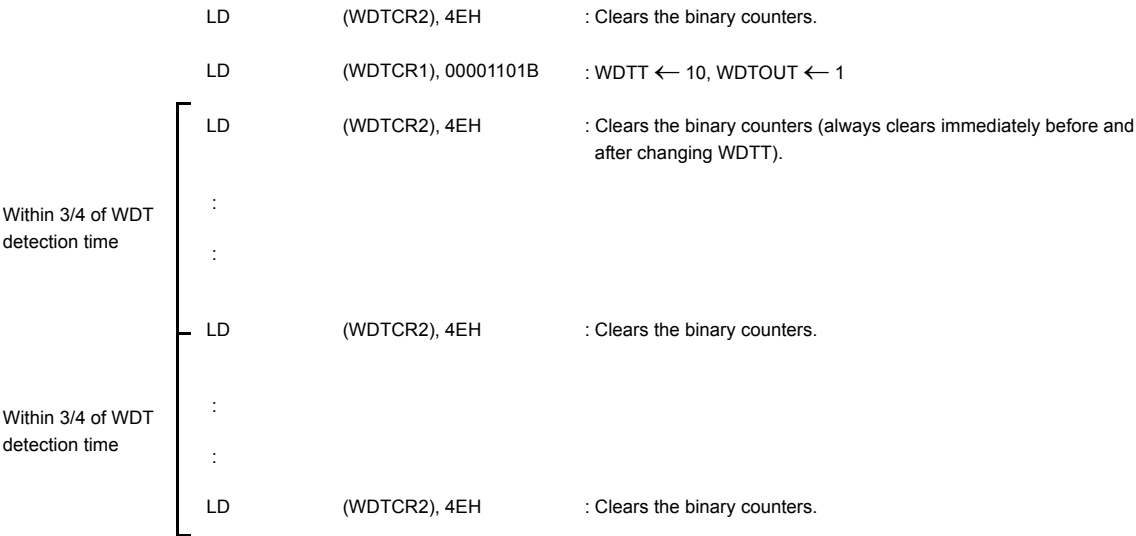 LD (WDTCR2), 4EH : Clears the binary counters.
LD (WDTCR1), 00001101B : WDTT ← 10, WDTOUT ← 1
LD (WDTCR2), 4EH : Clears the binary counters (always clears immediately before and
after changing WDTT).
Within 3/4 of WDT
detection time
:
:
LD (WDTCR2), 4EH : Clears the binary counters.
Within 3/4 of WDT
detection time
:
:
LD (WDTCR2), 4EH : Clears the binary counters.